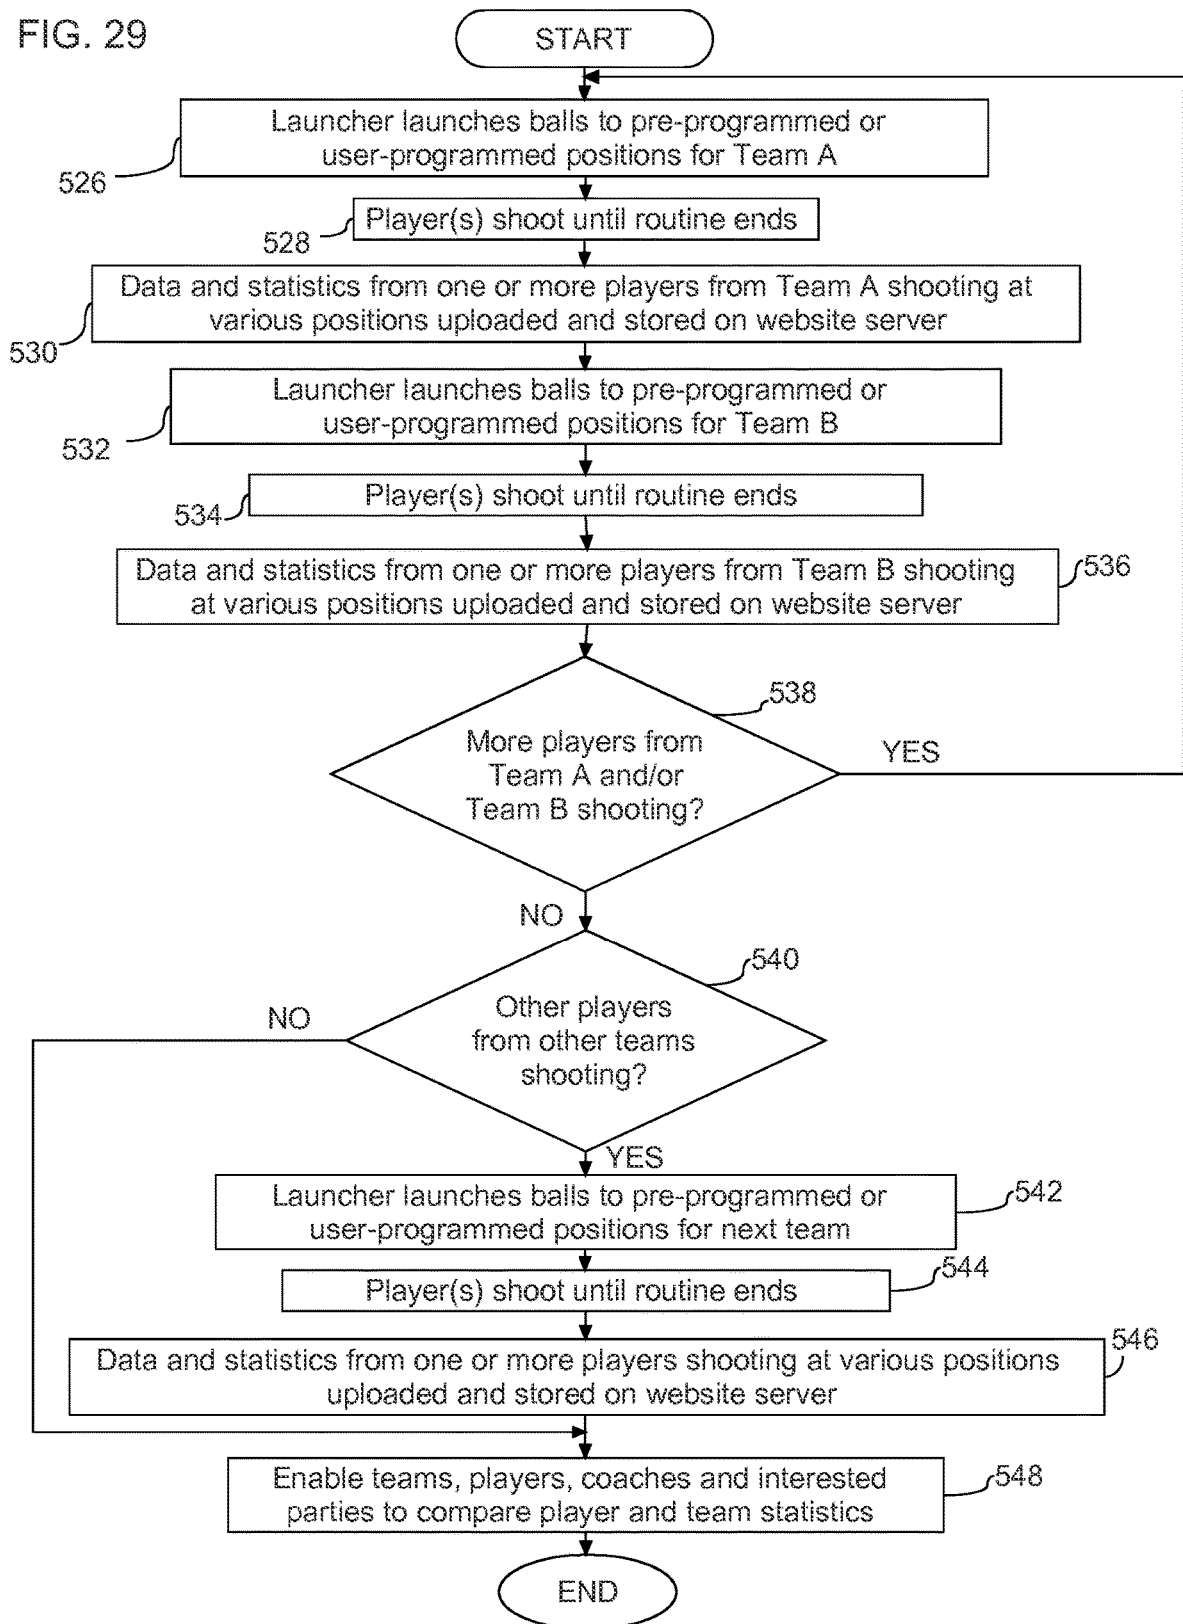 FIG. 29
START
Launcher launches balls to pre-programmed or
user-programmed positions for Team A
526
Player(s) shoot until routine ends
528
Data and statistics from one or more players from Team A shooting at
various positions uploaded and stored on website server
530
Launcher launches balls to pre-programmed or
user-programmed positions for Team B
532
Player(s) shoot until routine ends
534
Data and statistics from one or more players from Team B shooting
at various positions uploaded and stored on website server
536
538
More players from
Team A and/or
Team B shooting?
YES
NO
540
Other players
from other teams
shooting?
NO
YES
Launcher launches balls to pre-programmed or
user-programmed positions for next team
542
Player(s) shoot until routine ends
544
Data and statistics from one or more players shooting at various positions
uploaded and stored on website server
546
Enable teams, players, coaches and interested
parties to compare player and team statistics
548
END